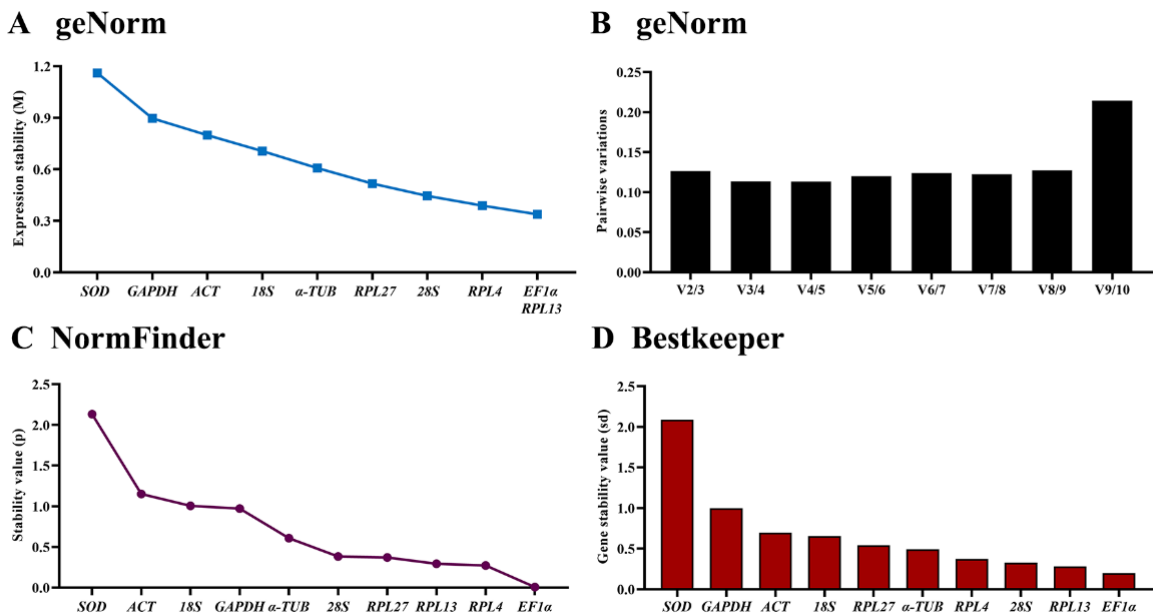 A geNorm
1.2
0.9
0.6
0.3
0.0
Expression stability (M)
SOD GAPDH ACT 18S α-TUB RPL27 28S RPL4 EF1α
RPL13
B geNorm
0.25
0.20
0.15
0.10
0.05
0.00
Pairwise variations
V2/3 V3/4 V4/5 V5/6 V6/7 V7/8 V8/9 V9/10
C NormFinder
2.5
2.0
1.5
1.0
0.5
0.0
Stability value (p)
SOD ACT 18S GAPDH α-TUB 28S RPL27 RPL13 RPL4 EF1α
D Bestkeeper
2.5
2.0
1.5
1.0
0.5
0.0
Gene stability value (sd)
SOD GAPDH ACT 18S RPL27 α-TUB RPL4 28S RPL13 EF1α